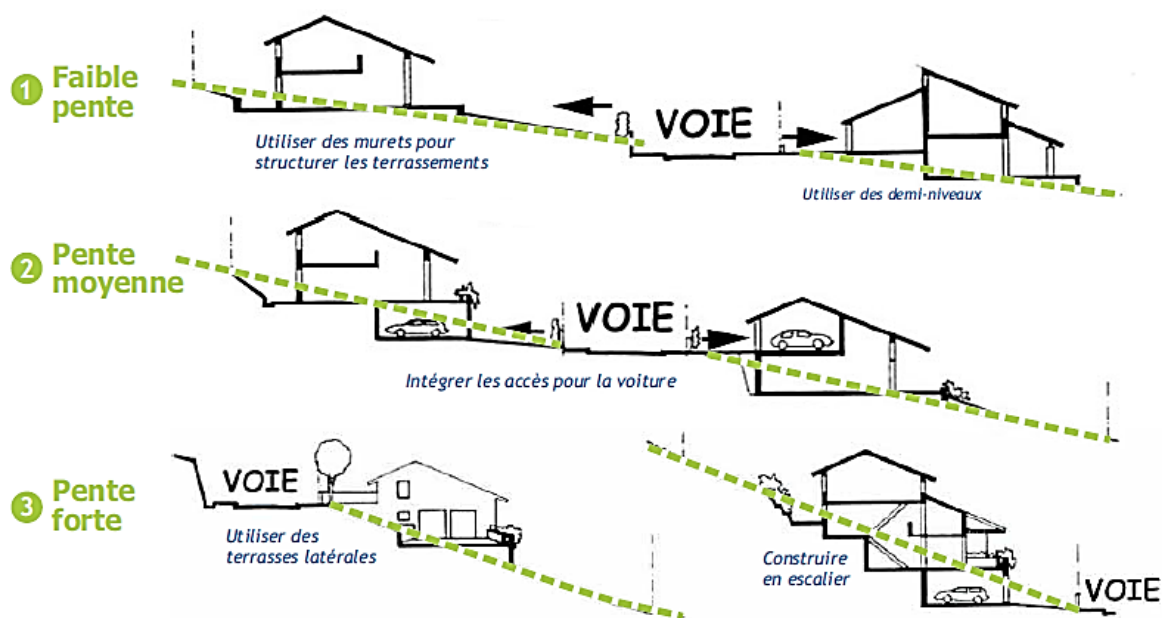 1 Faible
pente
VOIE
Utiliser des murets pour
structurer les terrassements
Utiliser des demi-niveaux
2 Pente
moyenne
VOIE
Intégrer les accès pour la voiture
3 Pente
forte
VOIE
Utiliser des
terrasses latérales
Construire
en escalier
VOIE